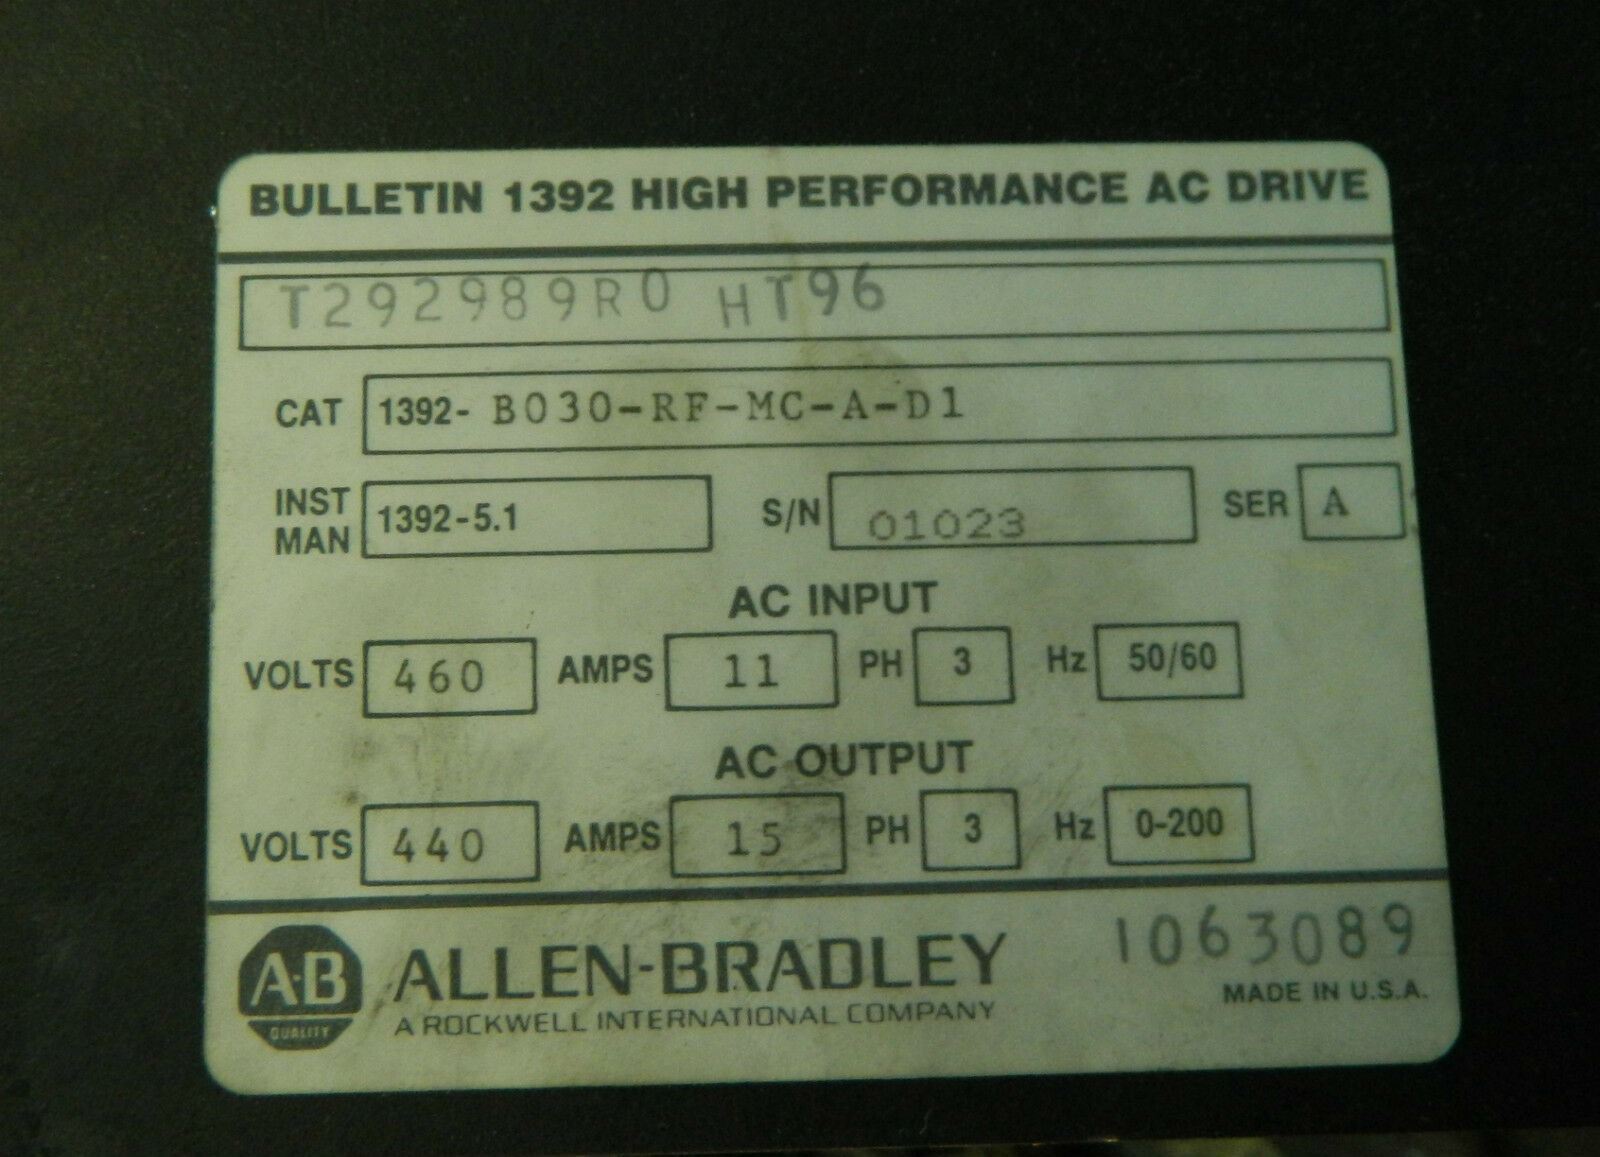 BULLETIN 1392 HIGH PERFORMANCE AC DRIVE
T292989R0 HT96
CAT 1392- B030-RF-MC-A-D1
INST MAN 1392-5.1 S/N 01023 SER A
AC INPUT
VOLTS 460 AMPS 11 PH 3 Hz 50/60
AC OUTPUT
VOLTS 440 AMPS 15 PH 3 Hz 0-200
A-B QUALITY
ALLEN-BRADLEY
A ROCKWELL INTERNATIONAL COMPANY
1063089
MADE IN U.S.A.